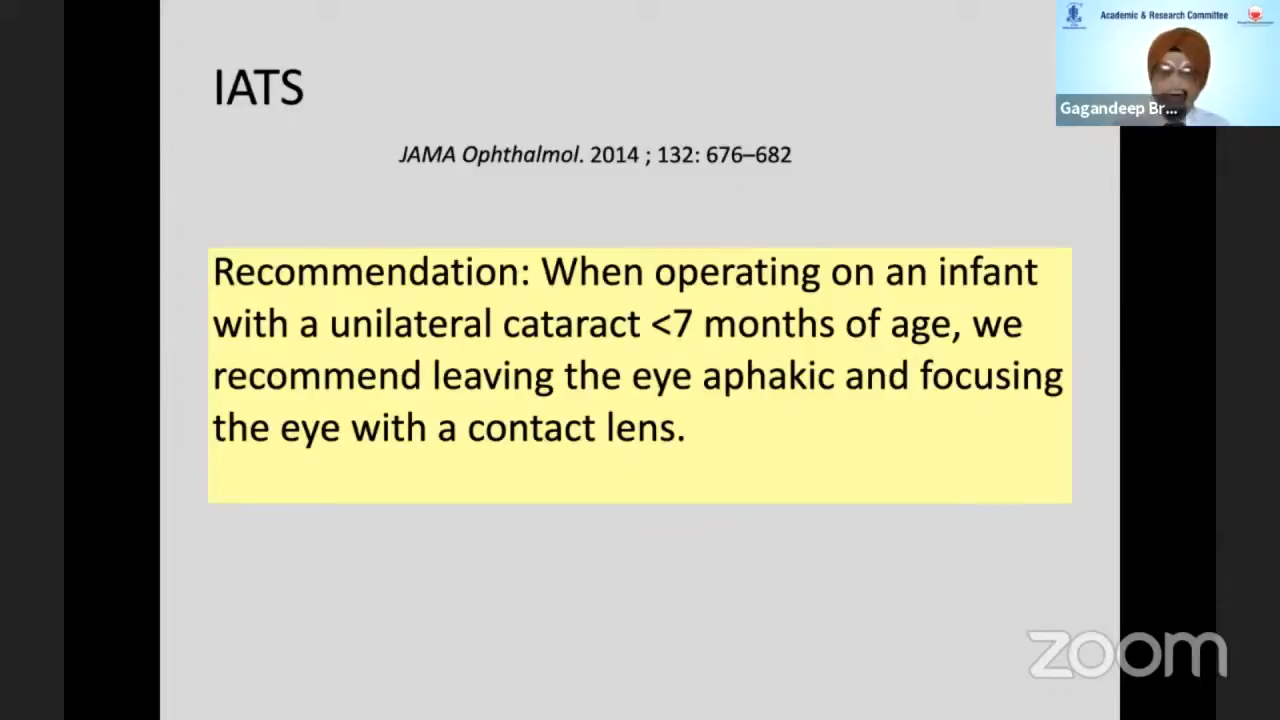 Academic & Research Committee
Gagandeep Br...
IATS
JAMA Ophthalmol. 2014 ; 132: 676–682
Recommendation: When operating on an infant
with a unilateral cataract <7 months of age, we
recommend leaving the eye aphakic and focusing
the eye with a contact lens.
zoom